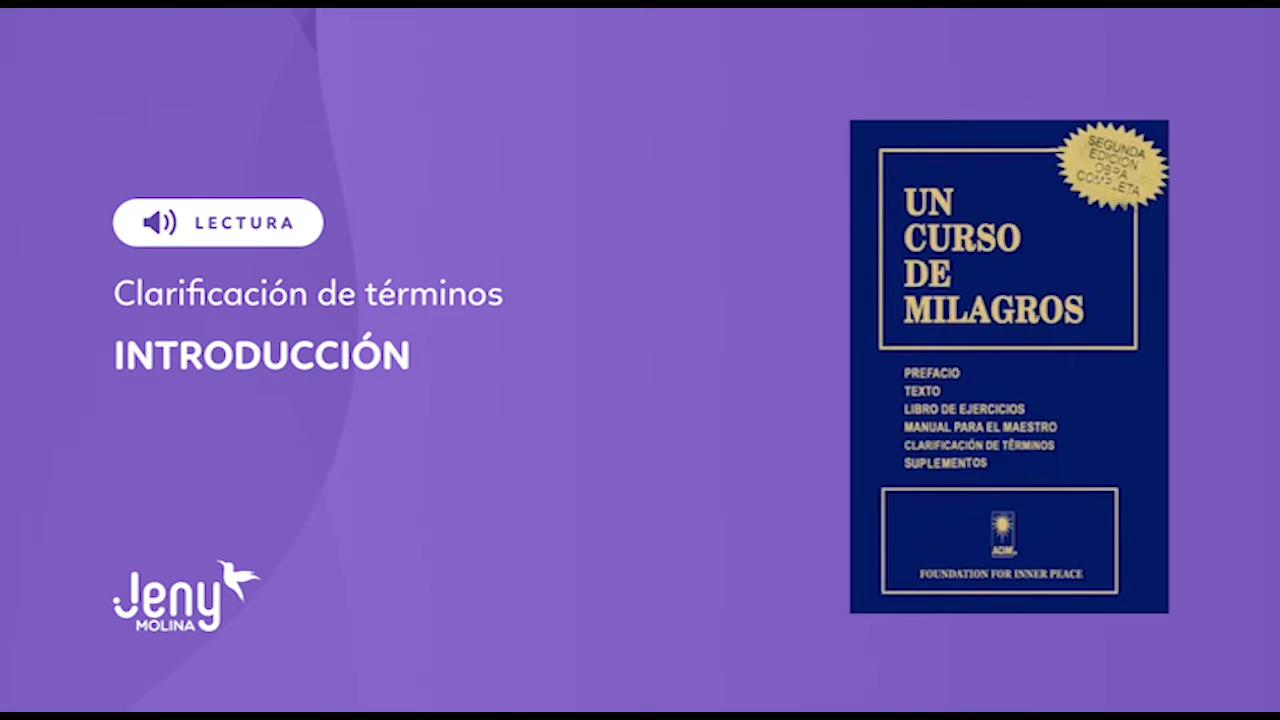 LECTURA
Clarificación de términos
INTRODUCCIÓN
Jeny
MOLINA
SEGUNDA
EDICIÓN
OBRA
COMPLETA
UN
CURSO
DE
MILAGROS
PREFACIO
TEXTO
LIBRO DE EJERCICIOS
MANUAL PARA EL MAESTRO
CLARIFICACIÓN DE TÉRMINOS
SUPLEMENTOS
ACIM
FOUNDATION FOR INNER PEACE